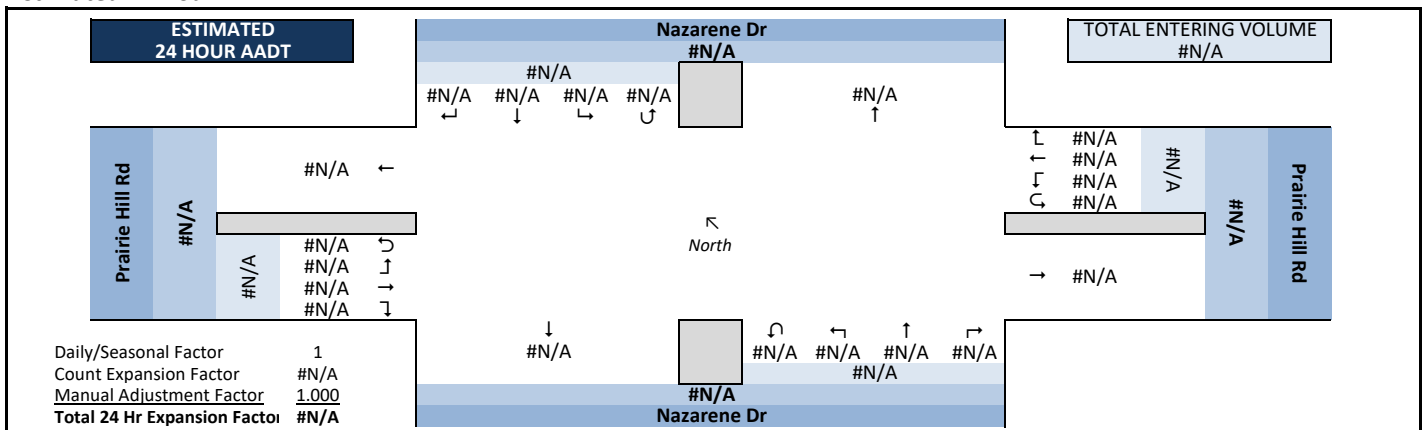 ESTIMATED
24 HOUR AADT
Nazarene Dr
#N/A
TOTAL ENTERING VOLUME
#N/A
#N/A
#N/A #N/A #N/A #N/A
#N/A
Prairie Hill Rd
#N/A
#N/A ←
#N/A
#N/A
#N/A
#N/A
#N/A
#N/A
#N/A
#N/A
#N/A
#N/A
North
#N/A
#N/A
#N/A
#N/A
Prairie Hill Rd
→ #N/A
#N/A
#N/A #N/A #N/A #N/A
#N/A
#N/A
Nazarene Dr
Daily/Seasonal Factor 1
Count Expansion Factor #N/A
Manual Adjustment Factor 1.000
Total 24 Hr Expansion Factor #N/A